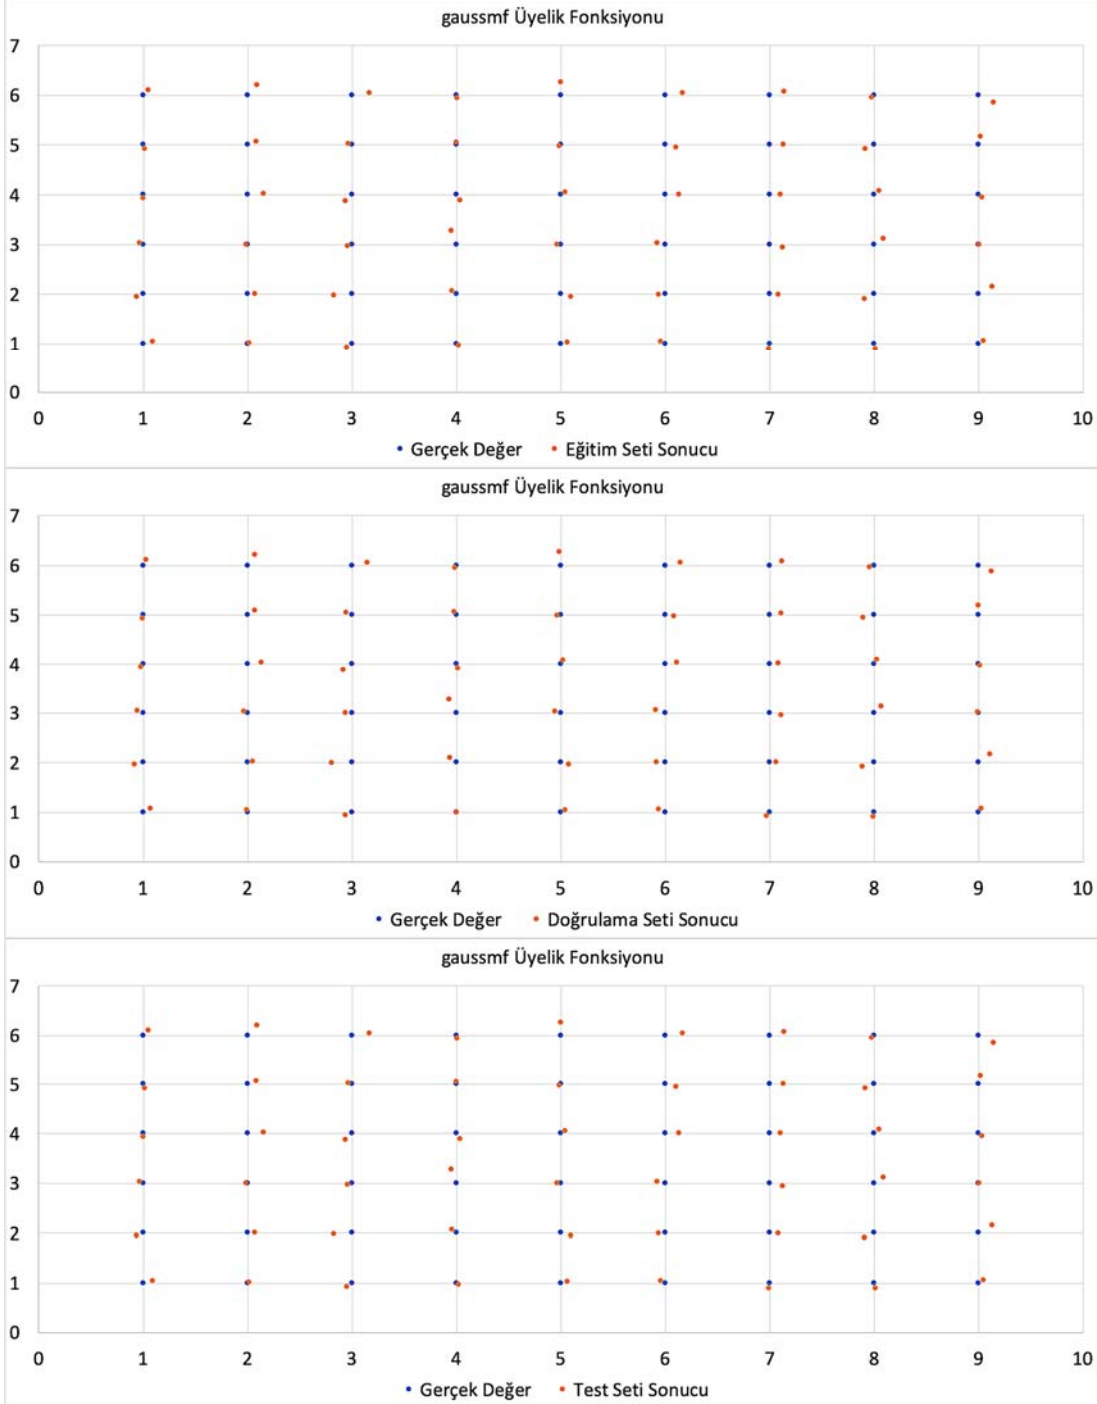 gaussmf Üyelik Fonksiyonu
7
6
5
4
3
2
1
0
0 1 2 3 4 5 6 7 8 9 10
Gerçek Değer Eğitim Seti Sonucu
gaussmf Üyelik Fonksiyonu
7
6
5
4
3
2
1
0
0 1 2 3 4 5 6 7 8 9 10
Gerçek Değer Doğrulama Seti Sonucu
gaussmf Üyelik Fonksiyonu
7
6
5
4
3
2
1
0
0 1 2 3 4 5 6 7 8 9 10
Gerçek Değer Test Seti Sonucu